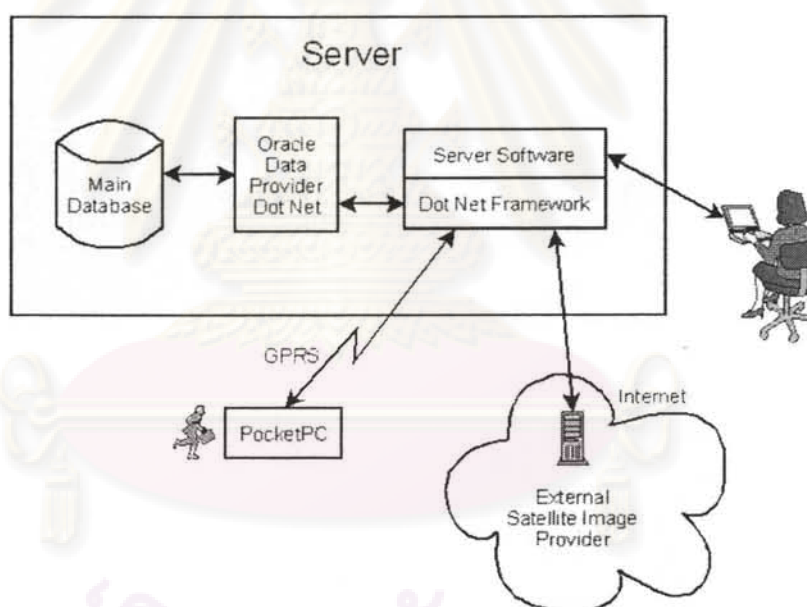 Server
Main
Database
Oracle
Data
Provider
Dot Net
Server Software
Dot Net Framework
GPRS
PocketPC
Internet
External
Satellite Image
Provider